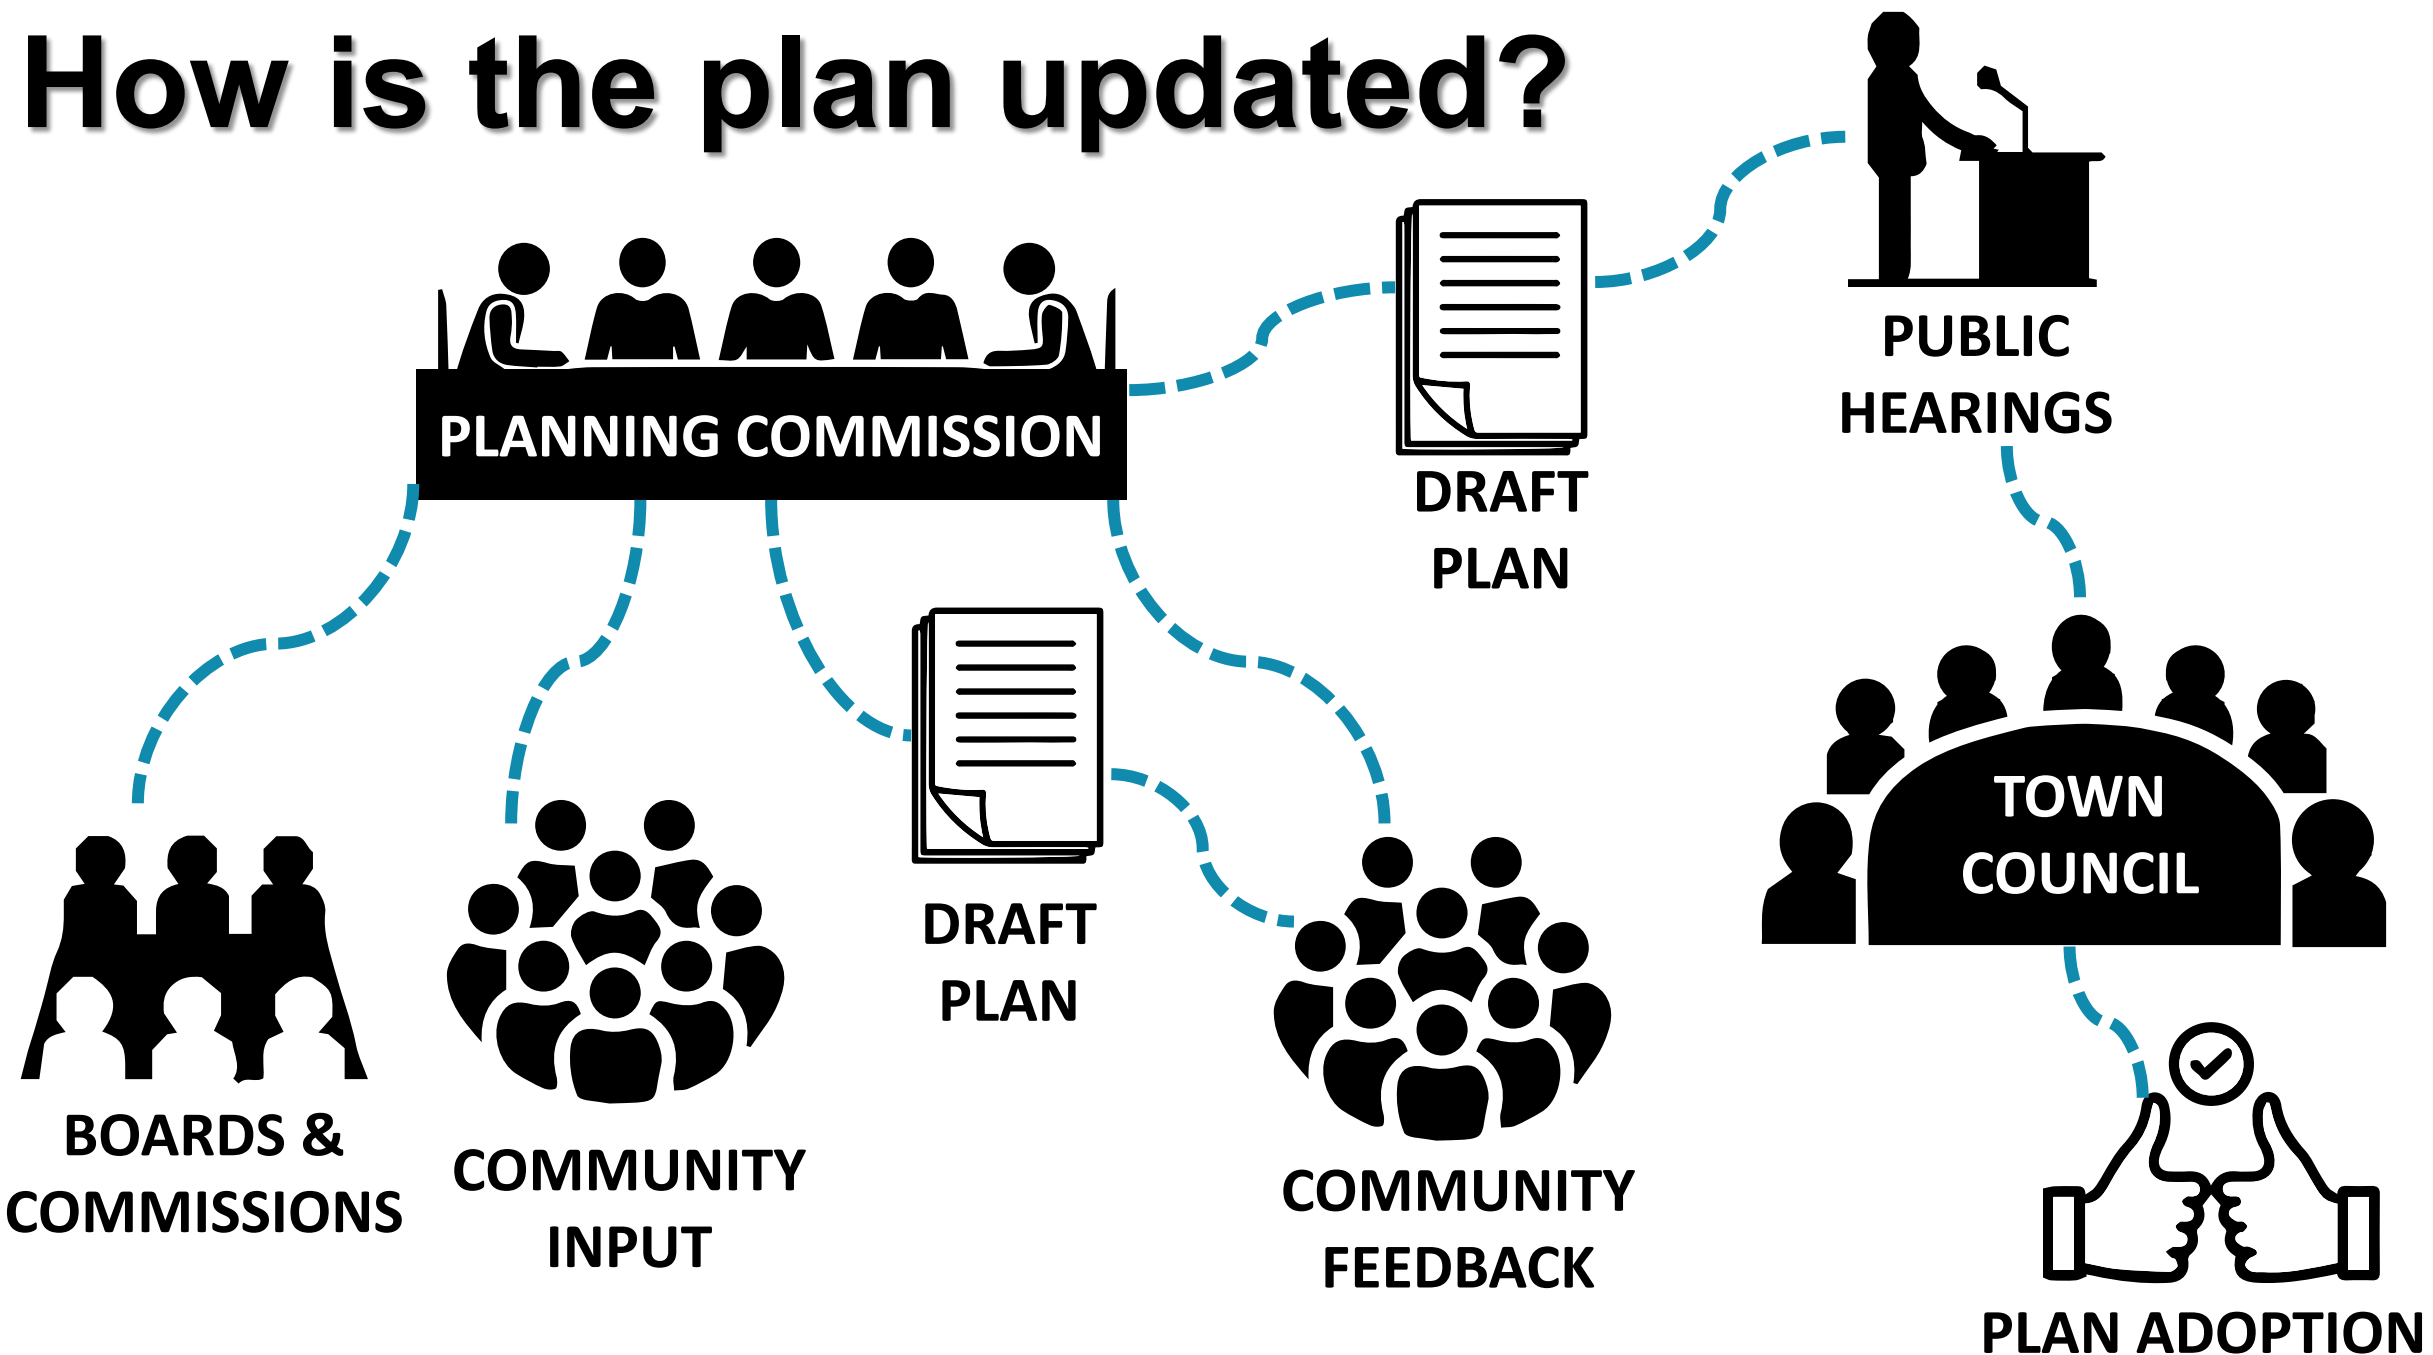 How is the plan updated?
PLANNING COMMISSION
DRAFT
PLAN
PUBLIC
HEARINGS
BOARDS &
COMMISSIONS
COMMUNITY
INPUT
DRAFT
PLAN
COMMUNITY
FEEDBACK
TOWN
COUNCIL
PLAN ADOPTION